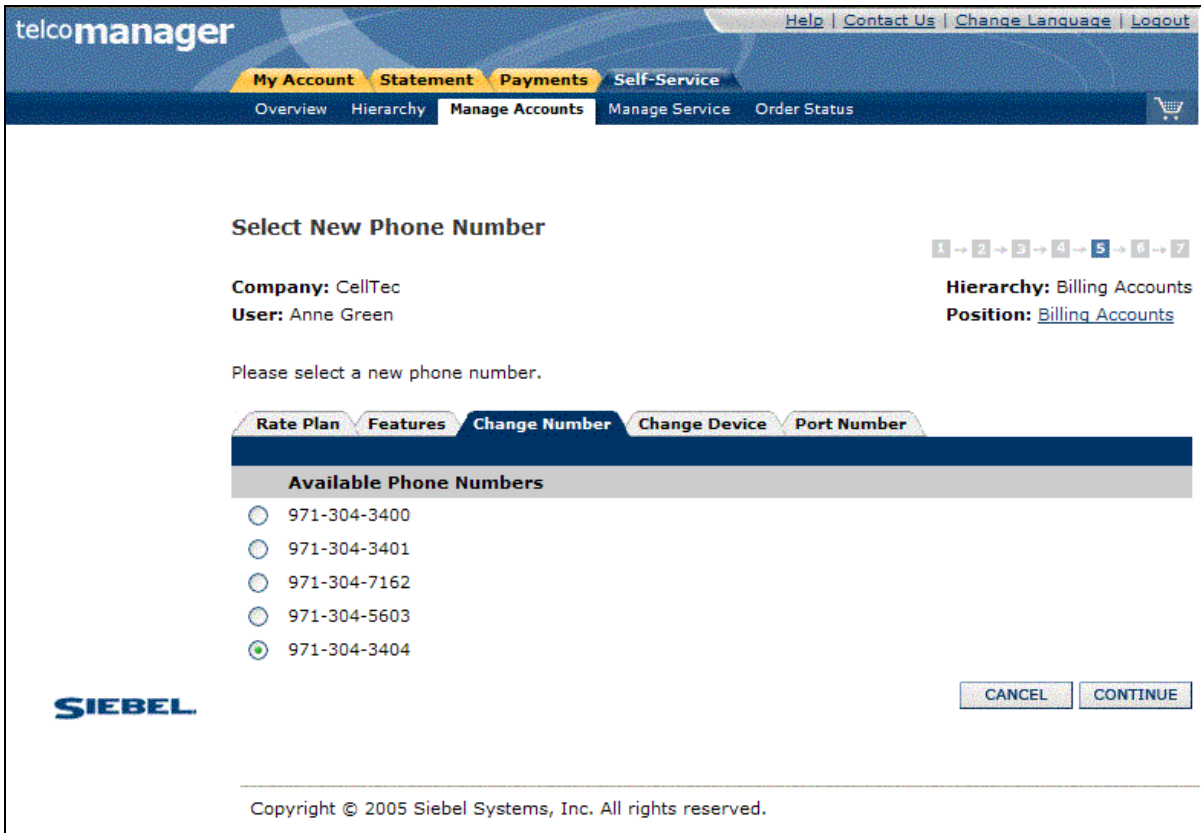 telcomanager
Help | Contact Us | Change Language | Logout
My Account Statement Payments Self-Service
Overview Hierarchy Manage Accounts Manage Service Order Status
Select New Phone Number
1 → 2 → 3 → 4 → 5 → 6 → 7
Company: CellTec
Hierarchy: Billing Accounts
User: Anne Green
Position: Billing Accounts
Please select a new phone number.
Rate Plan Features Change Number Change Device Port Number
Available Phone Numbers
971-304-3400
971-304-3401
971-304-7162
971-304-5603
971-304-3404
CANCEL CONTINUE
SIEBEL.
Copyright © 2005 Siebel Systems, Inc. All rights reserved.